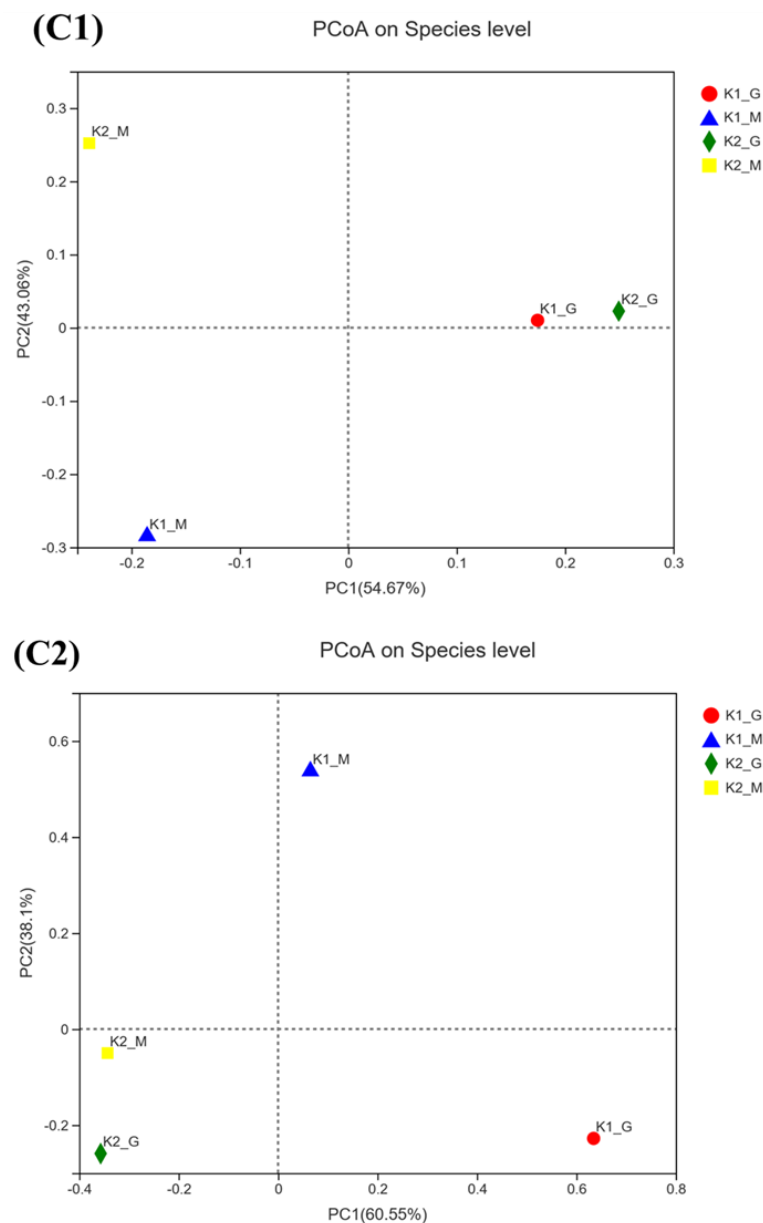 (C1)
PCoA on Species level
K1_G
K1_M
K2_G
K2_M
K2_M
K2_G
K1_G
K1_M
0.3
0.2
0.1
0
-0.1
-0.2
-0.3
PC2(43.06%)
-0.2
-0.1
0
0.1
0.2
0.3
PC1(54.67%)
(C2)
PCoA on Species level
K1_G
K1_M
K2_G
K2_M
K1_M
K2_M
K2_G
K1_G
0.6
0.4
0.2
0
-0.2
PC2(38.1%)
-0.4
-0.2
0
0.2
0.4
0.6
0.8
PC1(60.55%)